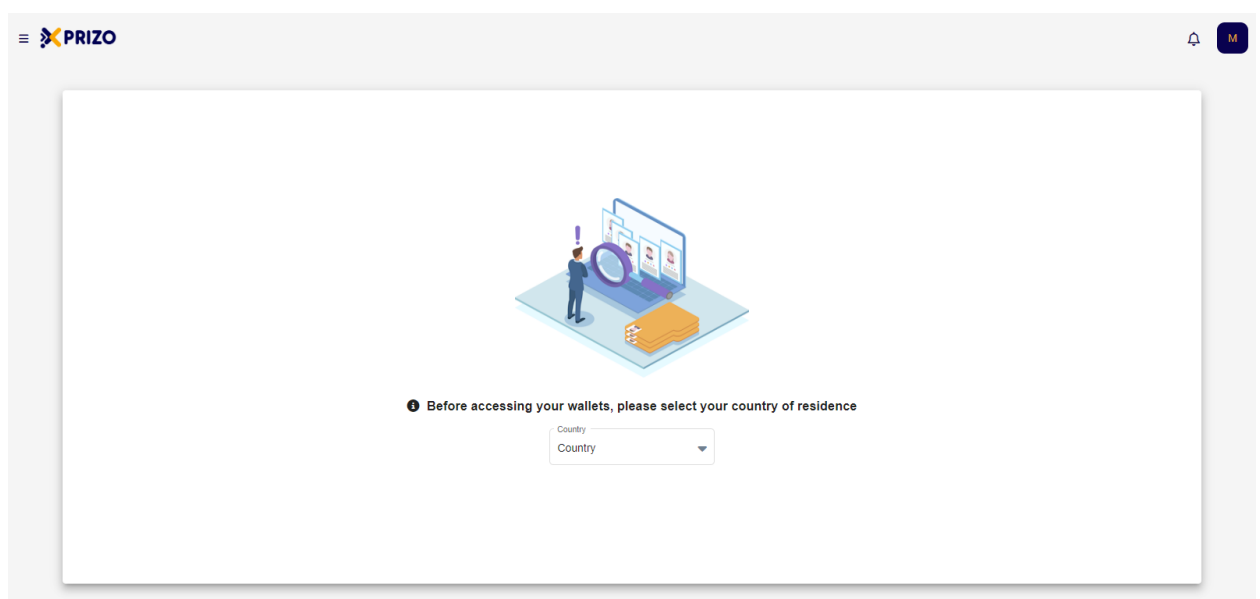 PRIZO
M
Before accessing your wallets, please select your country of residence
Country
Country